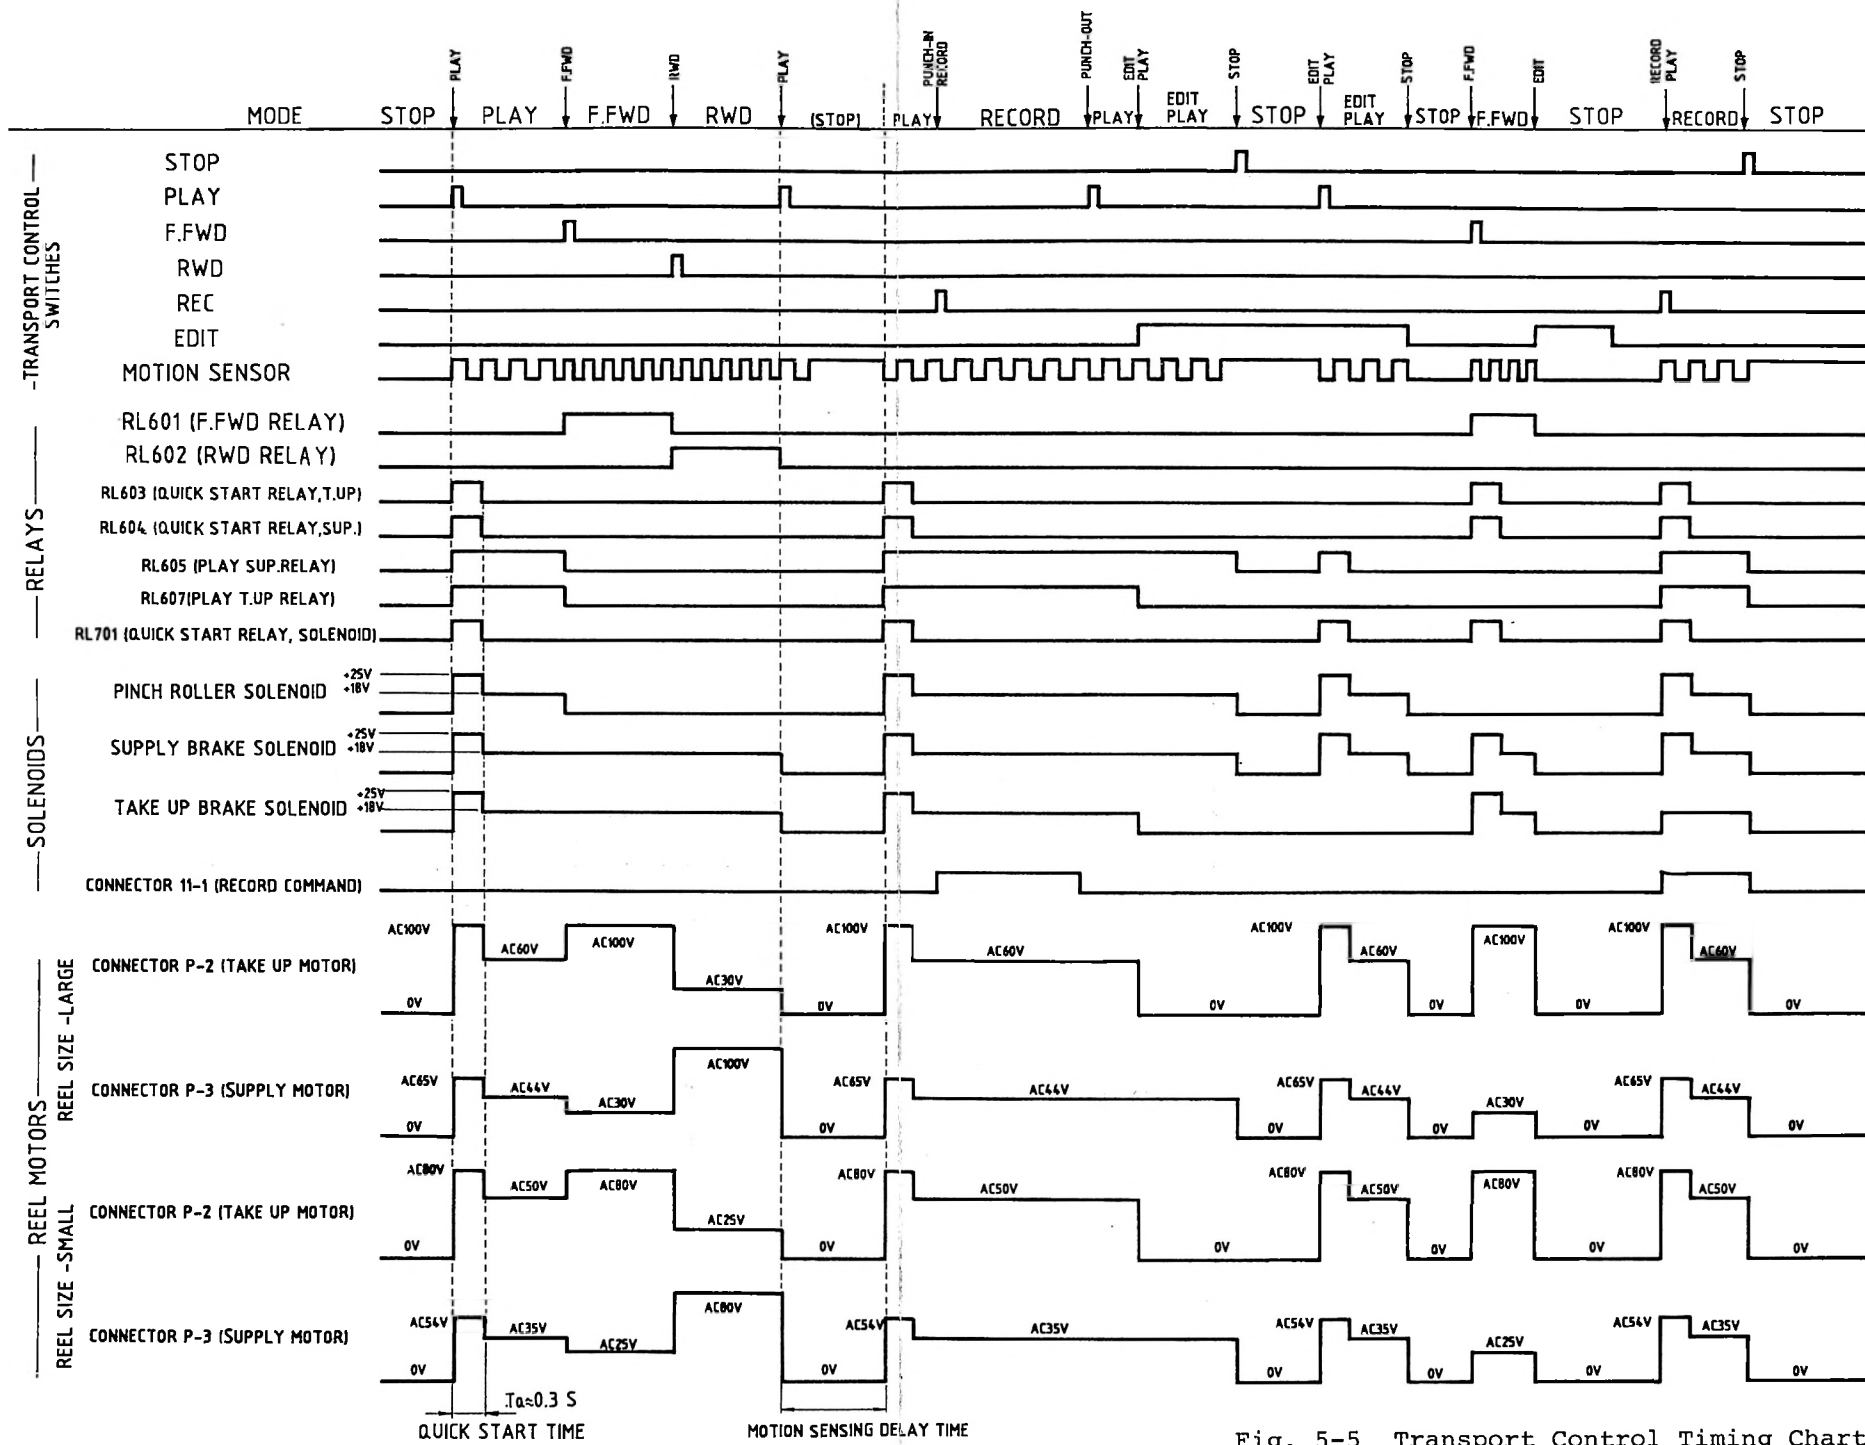 PLAY
F.FWD
RWD
PLAY
PUNCH-IN
RECORD
PUNCH-OUT
EDIT
PLAY
STOP
EDIT
PLAY
STOP
F.FWD
EDIT
RECORD
PLAY
STOP
MODE STOP PLAY F.FWD RWD (STOP) PLAY RECORD PLAY EDIT PLAY STOP EDIT PLAY STOP F.FWD STOP RECORD STOP
TRANSPORT CONTROL
SWITCHES
STOP
PLAY
F.FWD
RWD
REC
EDIT
MOTION SENSOR
RELAYS
RL601 (F.FWD RELAY)
RL602 (RWD RELAY)
RL603 (QUICK START RELAY,T.UP)
RL604 (QUICK START RELAY,SUP.)
RL605 (PLAY SUP.RELAY)
RL607(PLAY T.UP RELAY)
RL701 (QUICK START RELAY, SOLENOID)
SOLENOIDS
PINCH ROLLER SOLENOID +25V
+18V
SUPPLY BRAKE SOLENOID +25V
+18V
TAKE UP BRAKE SOLENOID +25V
+18V
CONNECTOR 11-1 (RECORD COMMAND)
REEL MOTORS
REEL SIZE -LARGE
CONNECTOR P-2 (TAKE UP MOTOR)
AC100V AC60V AC100V AC30V AC100V AC60V AC100V AC60V AC100V AC100V AC60V
0V 0V 0V 0V 0V 0V
CONNECTOR P-3 (SUPPLY MOTOR)
AC65V AC44V AC30V AC100V AC65V AC44V AC65V AC44V AC30V AC65V AC44V
0V 0V 0V 0V 0V 0V
REEL SIZE -SMALL
CONNECTOR P-2 (TAKE UP MOTOR)
AC80V AC50V AC80V AC25V AC80V AC50V AC80V AC50V AC80V AC80V AC50V
0V 0V 0V 0V 0V 0V
CONNECTOR P-3 (SUPPLY MOTOR)
AC54V AC35V AC25V AC80V AC54V AC35V AC54V AC35V AC25V AC54V AC35V
0V 0V 0V 0V 0V 0V
Ta≈0.3 S
QUICK START TIME
MOTION SENSING DELAY TIME
Fig. 5-5 Transport Control Timing Chart